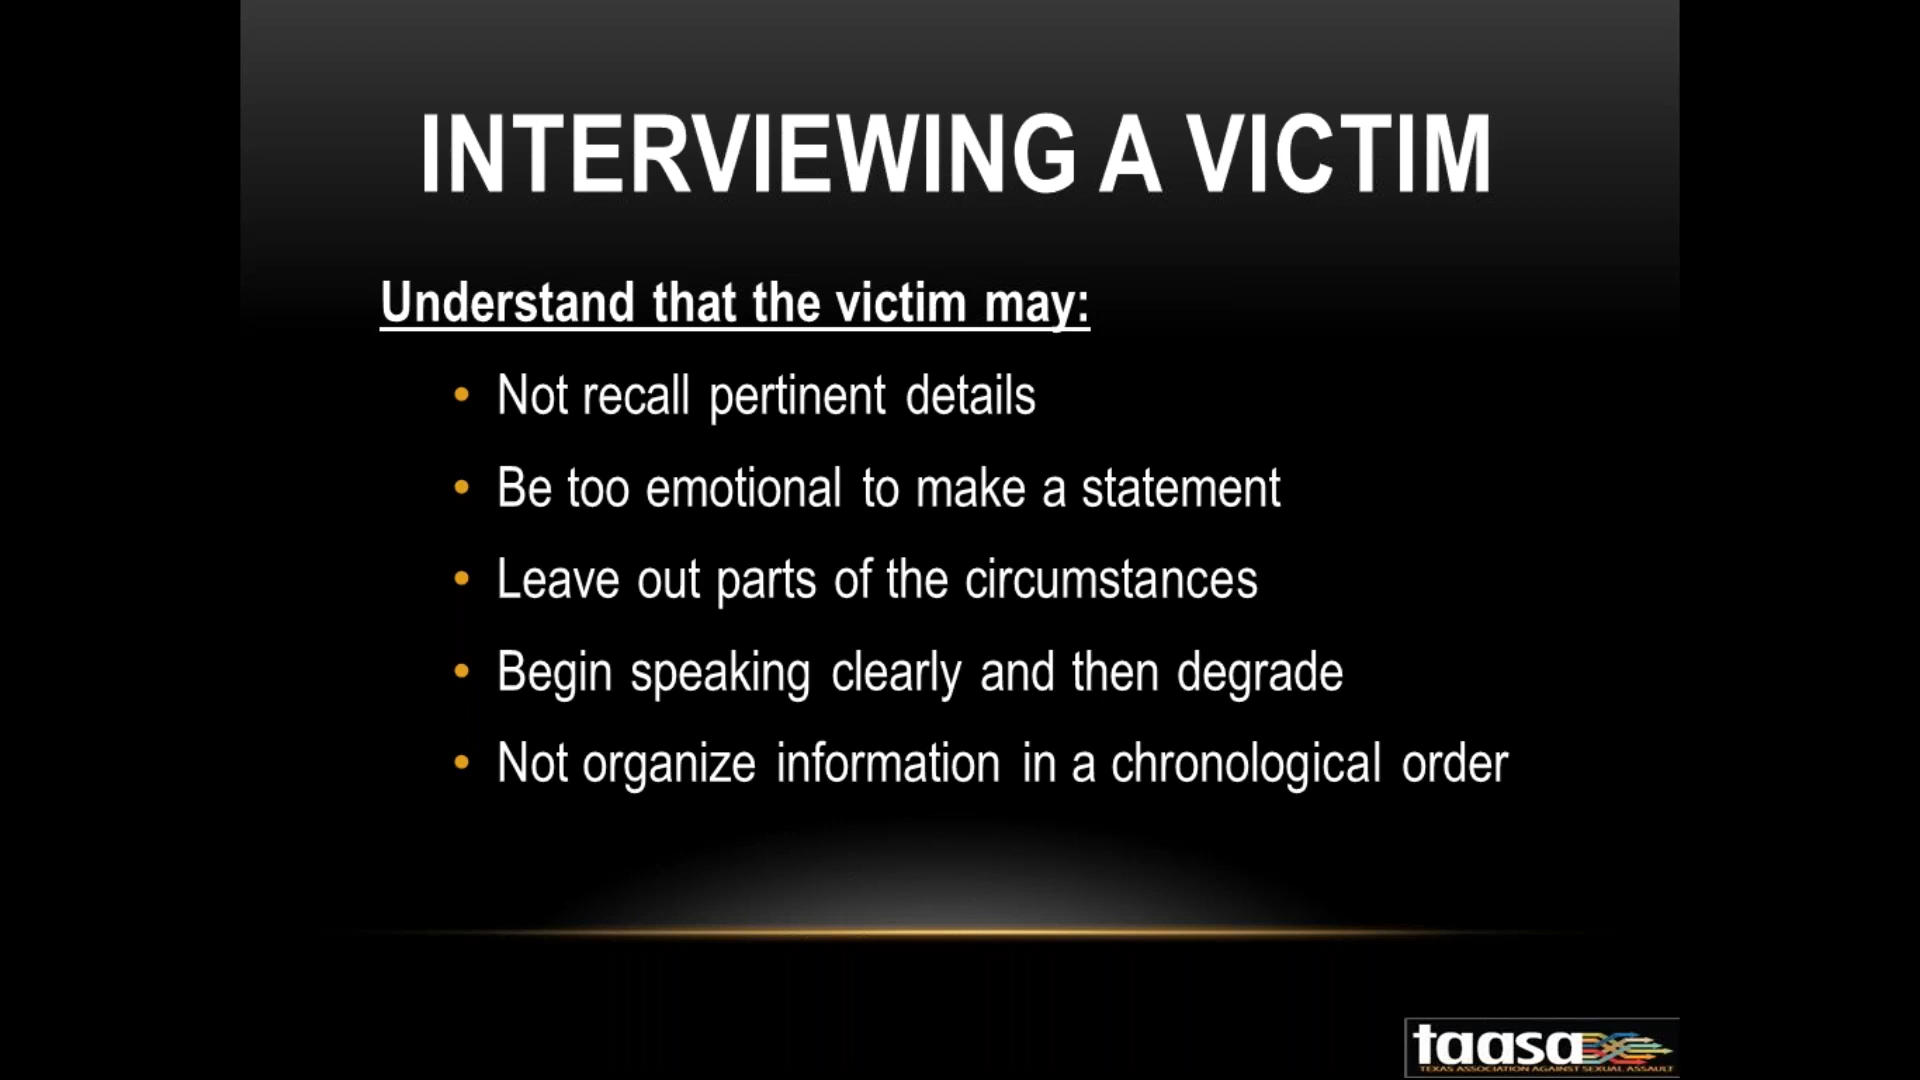 INTERVIEWING A VICTIM
Understand that the victim may:
• Not recall pertinent details
• Be too emotional to make a statement
• Leave out parts of the circumstances
• Begin speaking clearly and then degrade
• Not organize information in a chronological order
taasa
TEXAS ASSOCIATION AGAINST SEXUAL ASSAULT